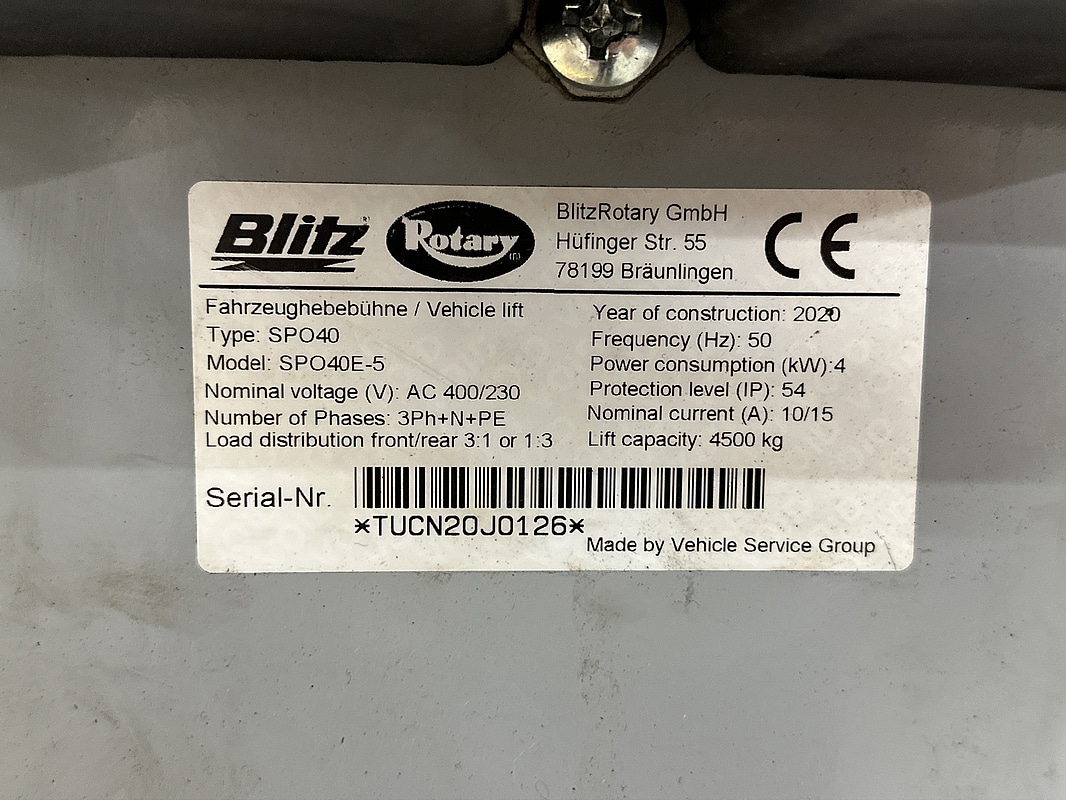 Blitz® Rotary® BlitzRotary GmbH CE
Hüfinger Str. 55
78199 Bräunlingen
Fahrzeughebebühne / Vehicle lift
Type: SPO40
Model: SPO40E-5
Nominal voltage (V): AC 400/230
Number of Phases: 3Ph+N+PE
Load distribution front/rear 3:1 or 1:3
Year of construction: 2020
Frequency (Hz): 50
Power consumption (kW):4
Protection level (IP): 54
Nominal current (A): 10/15
Lift capacity: 4500 kg
Serial-Nr.
*TUCN20J0126*
Made by Vehicle Service Group